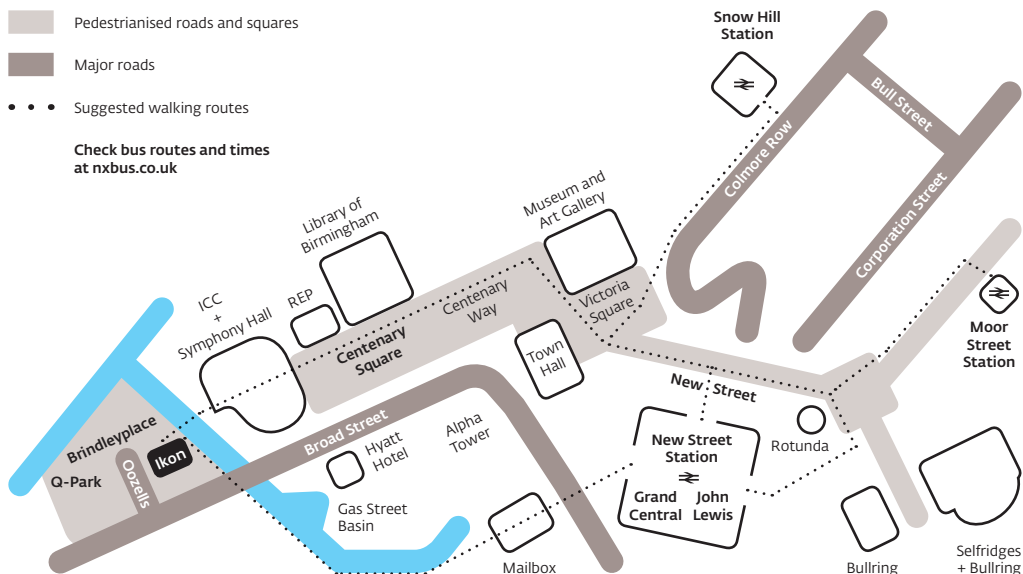 Pedestrianised roads and squares
Major roads
Suggested walking routes
Check bus routes and times
at nxbus.co.uk
Snow Hill
Station
Bull Street
Colmore Row
Corporation Street
Museum and
Art Gallery
Library of
Birmingham
REP
ICC
+
Symphony Hall
Centenary
Way
Victoria
Square
Centenary
Square
Town
Hall
Moor
Street
Station
New Street
Broad Street
Alpha
Tower
Hyatt
Hotel
Brindleyplace
Ikon
Oozells
Q-Park
Gas Street
Basin
New Street
Station
Grand
Central
John
Lewis
Rotunda
Mailbox
Bullring
Selfridges
+ Bullring